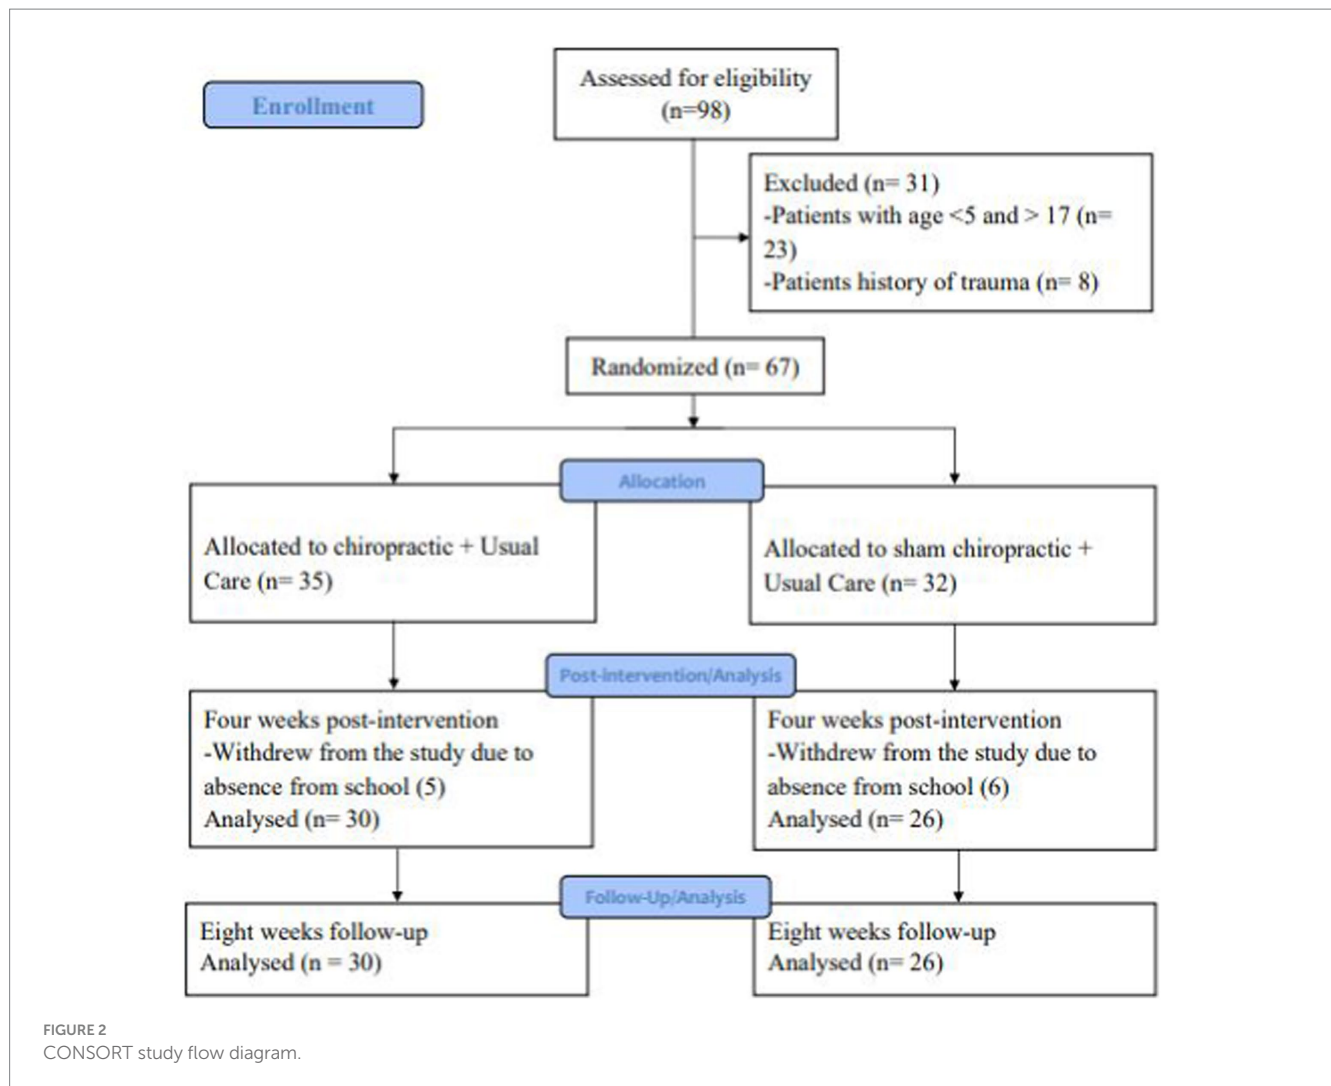 Enrollment
Assessed for eligibility
(n=98)
Excluded (n= 31)
-Patients with age <5 and > 17 (n=
23)
-Patients history of trauma (n= 8)
Randomized (n= 67)
Allocation
Allocated to chiropractic + Usual
Care (n= 35)
Allocated to sham chiropractic +
Usual Care (n= 32)
Post-intervention/Analysis
Four weeks post-intervention
-Withdrew from the study due to
absence from school (5)
Analysed (n= 30)
Four weeks post-intervention
-Withdrew from the study due to
absence from school (6)
Analysed (n= 26)
Follow-Up/Analysis
Eight weeks follow-up
Analysed (n = 30)
Eight weeks follow-up
Analysed (n= 26)
FIGURE 2
CONSORT study flow diagram.